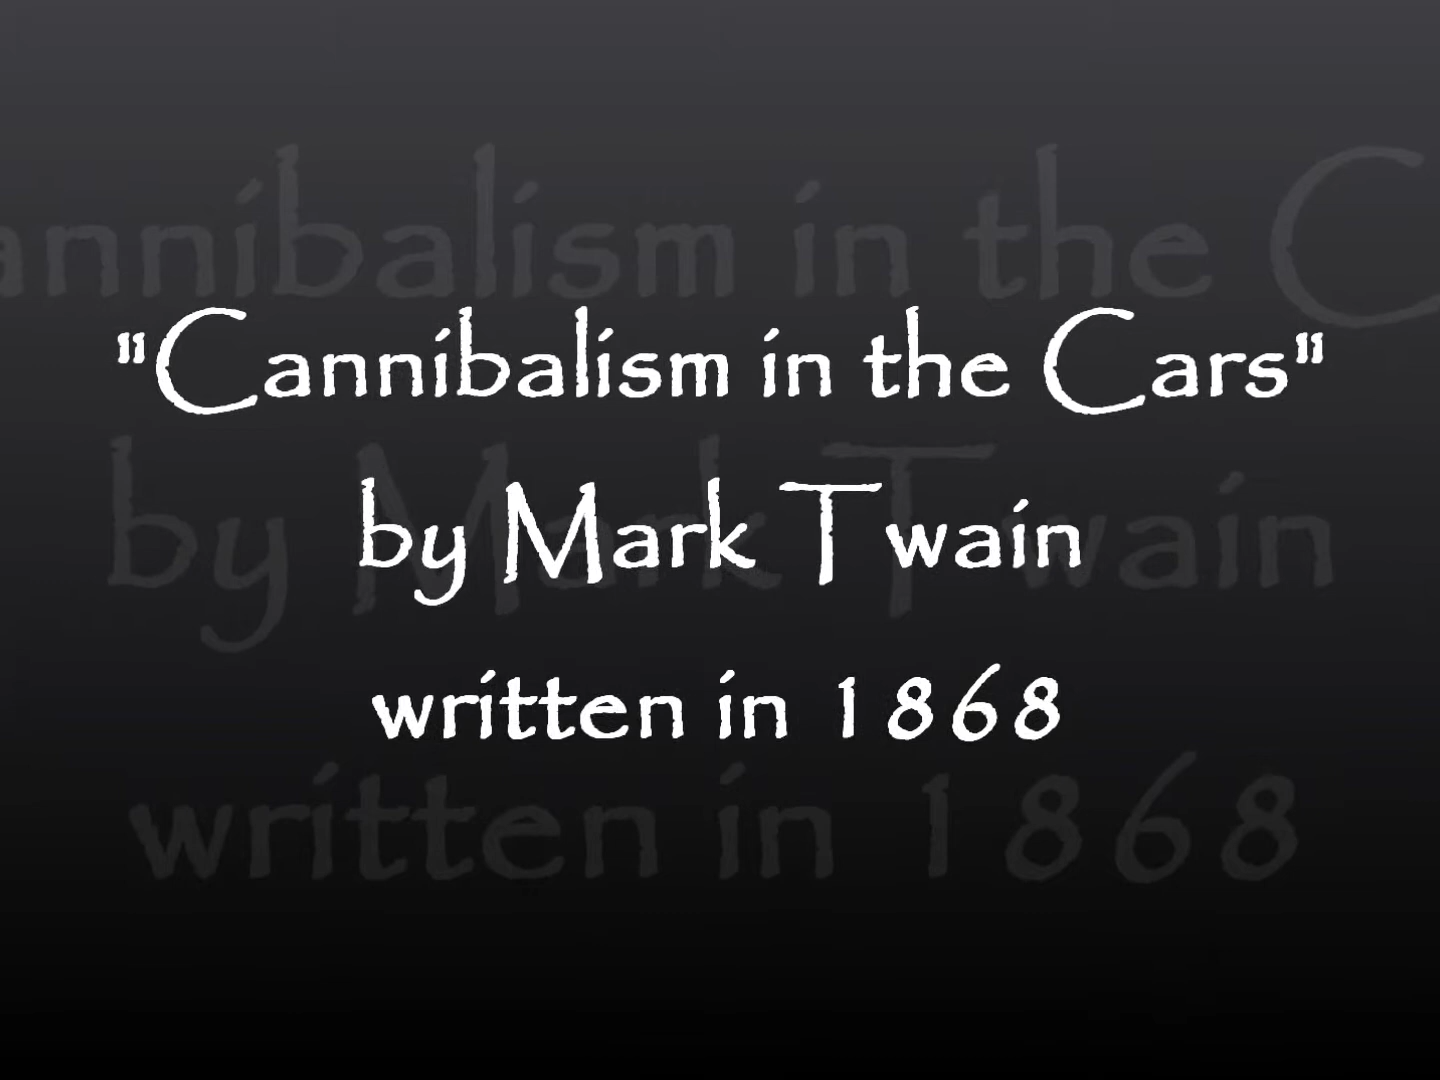 "Cannibalism in the Cars"
by Mark Twain
written in 1868